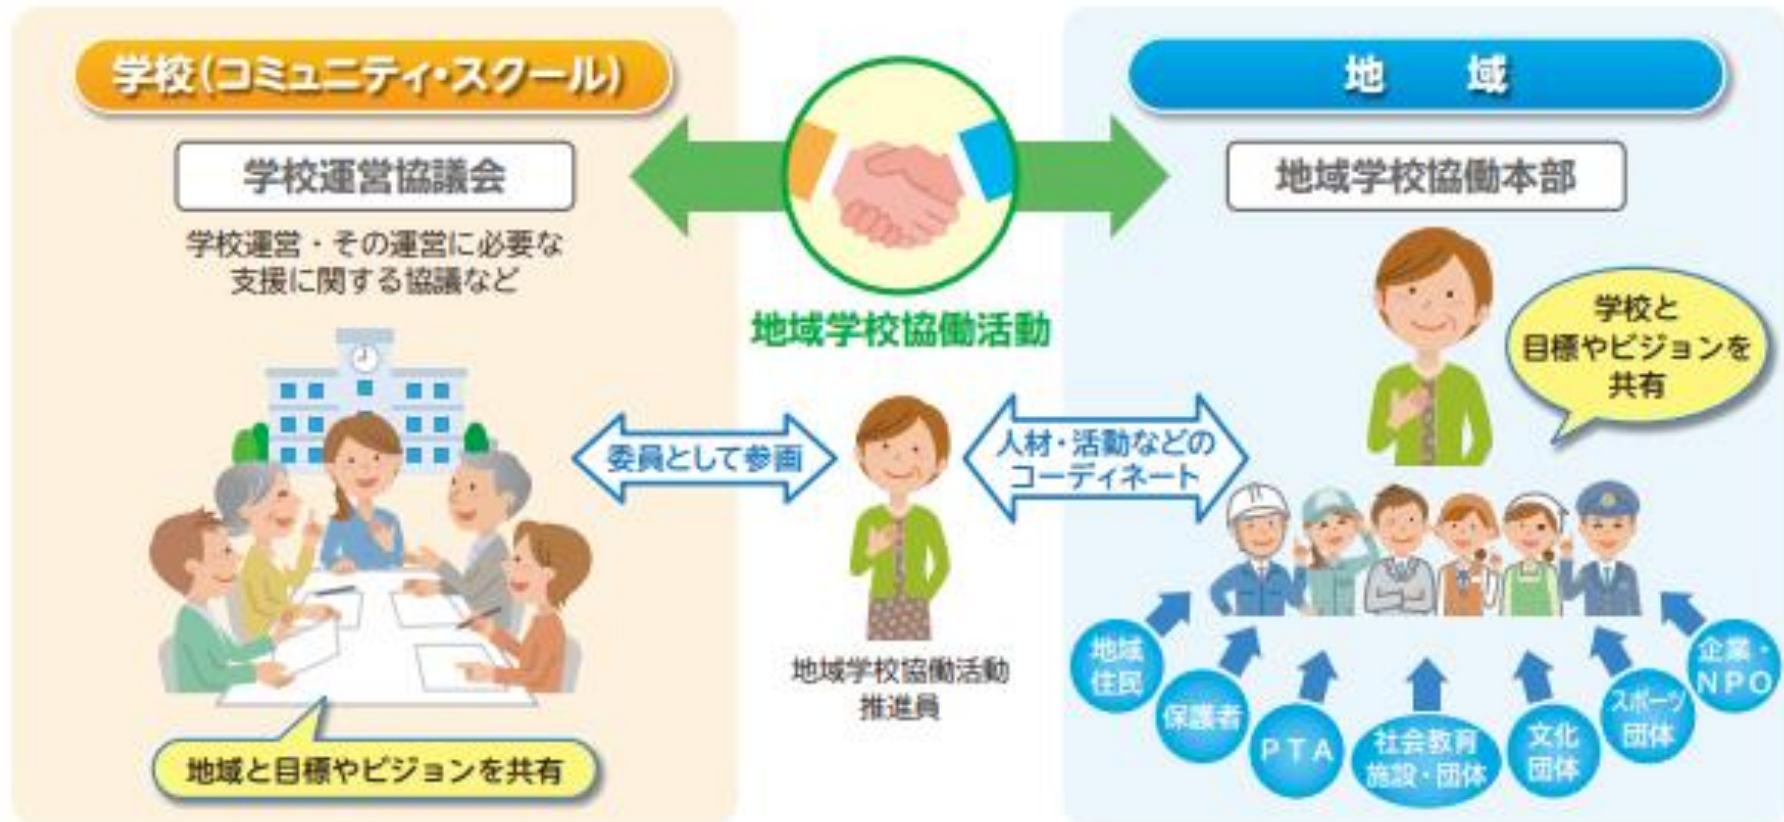 学校(コミュニティ・スクール)
学校運営協議会
学校運営・その運営に必要な
支援に関する協議など
地域と目標やビジョンを共有
地域学校協働活動
委員として参画
人材・活動などの
コーディネート
地域学校協働活動
推進員
地　域
地域学校協働本部
学校と
目標やビジョンを
共有
地域
住民
保護者
PTA
社会教育
施設・団体
文化
団体
スポーツ
団体
企業・
NPO